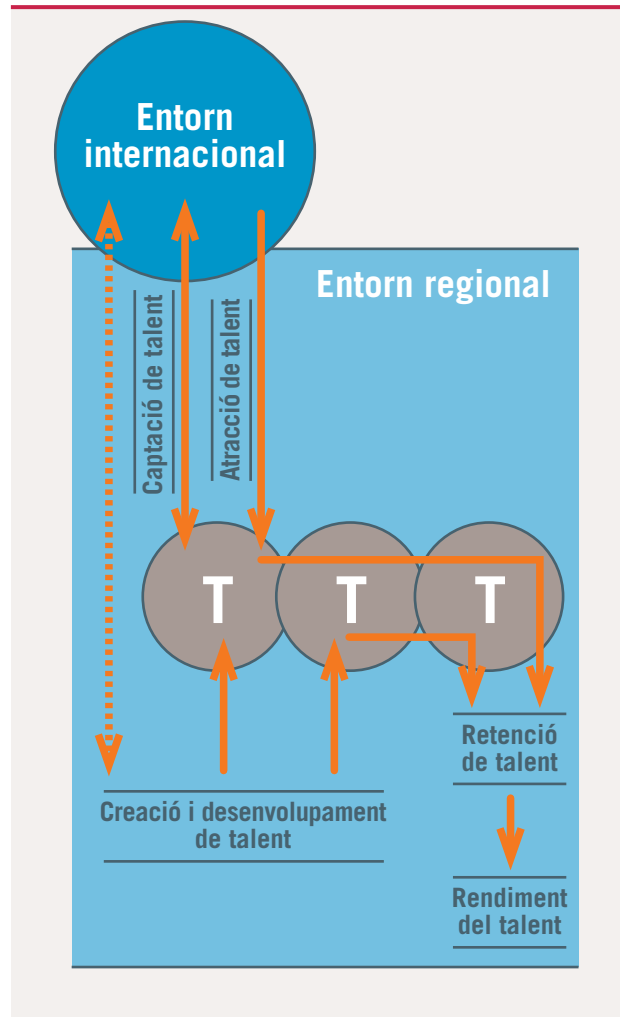 Entorn
internacional
Entorn regional
Captació de talent
Atracció de talent
T
T
T
Retenció
de talent
Creació i desenvolupament
de talent
Rendiment
del talent